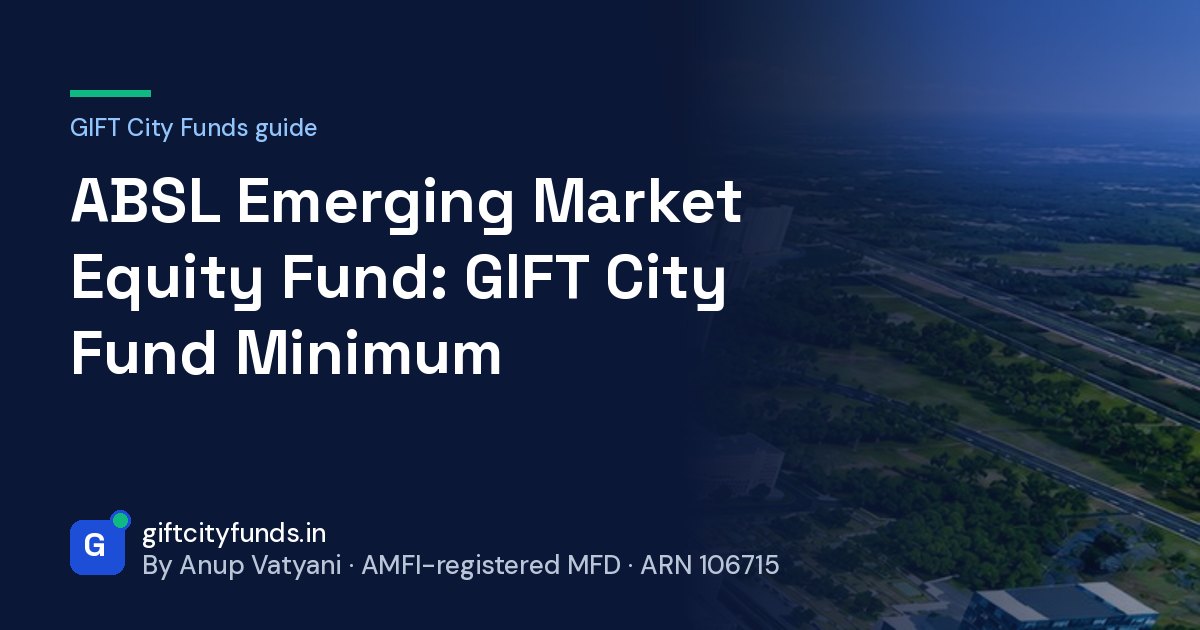 GIFT City Funds guide
ABSL Emerging Market
Equity Fund: GIFT City
Fund Minimum
G
giftcityfunds.in
By Anup Vatyani · AMFI-registered MFD · ARN 106715